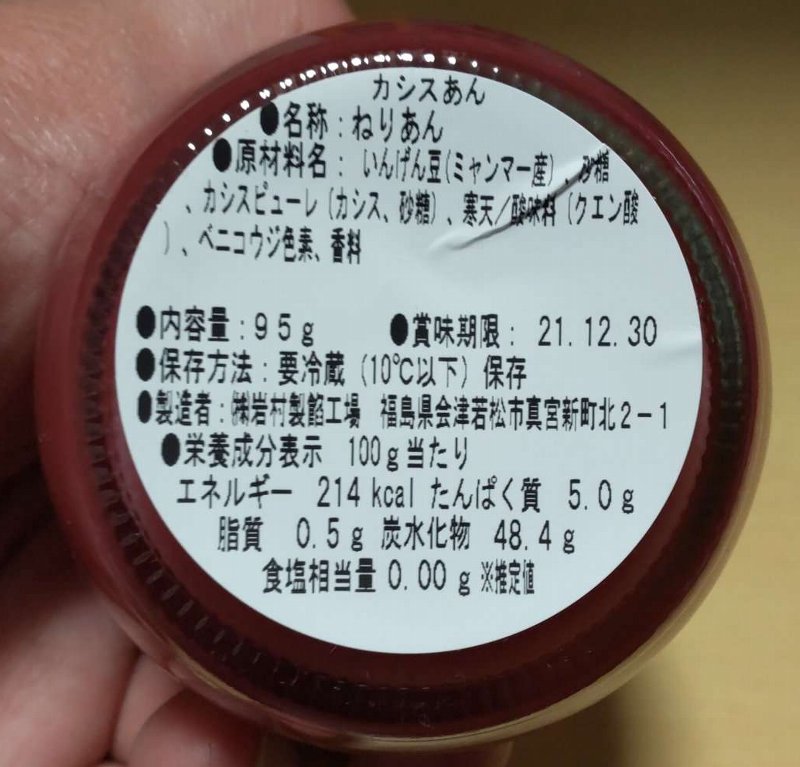 カシスあん
●名称：ねりあん
●原材料名： いんげん豆(ミャンマー産)、砂糖
、カシスピューレ（カシス、砂糖）、寒天／酸味料（クエン酸
）、ベニコウジ色素、香料
●内容量：95g ●賞味期限： 21.12.30
●保存方法：要冷蔵（10℃以下）保存
●製造者：㈱岩村製餡工場 福島県会津若松市真宮新町北2－1
●栄養成分表示 100g当たり
エネルギー 214kcal たんぱく質 5.0g
脂質 0.5g 炭水化物 48.4g
食塩相当量 0.00g ※推定値